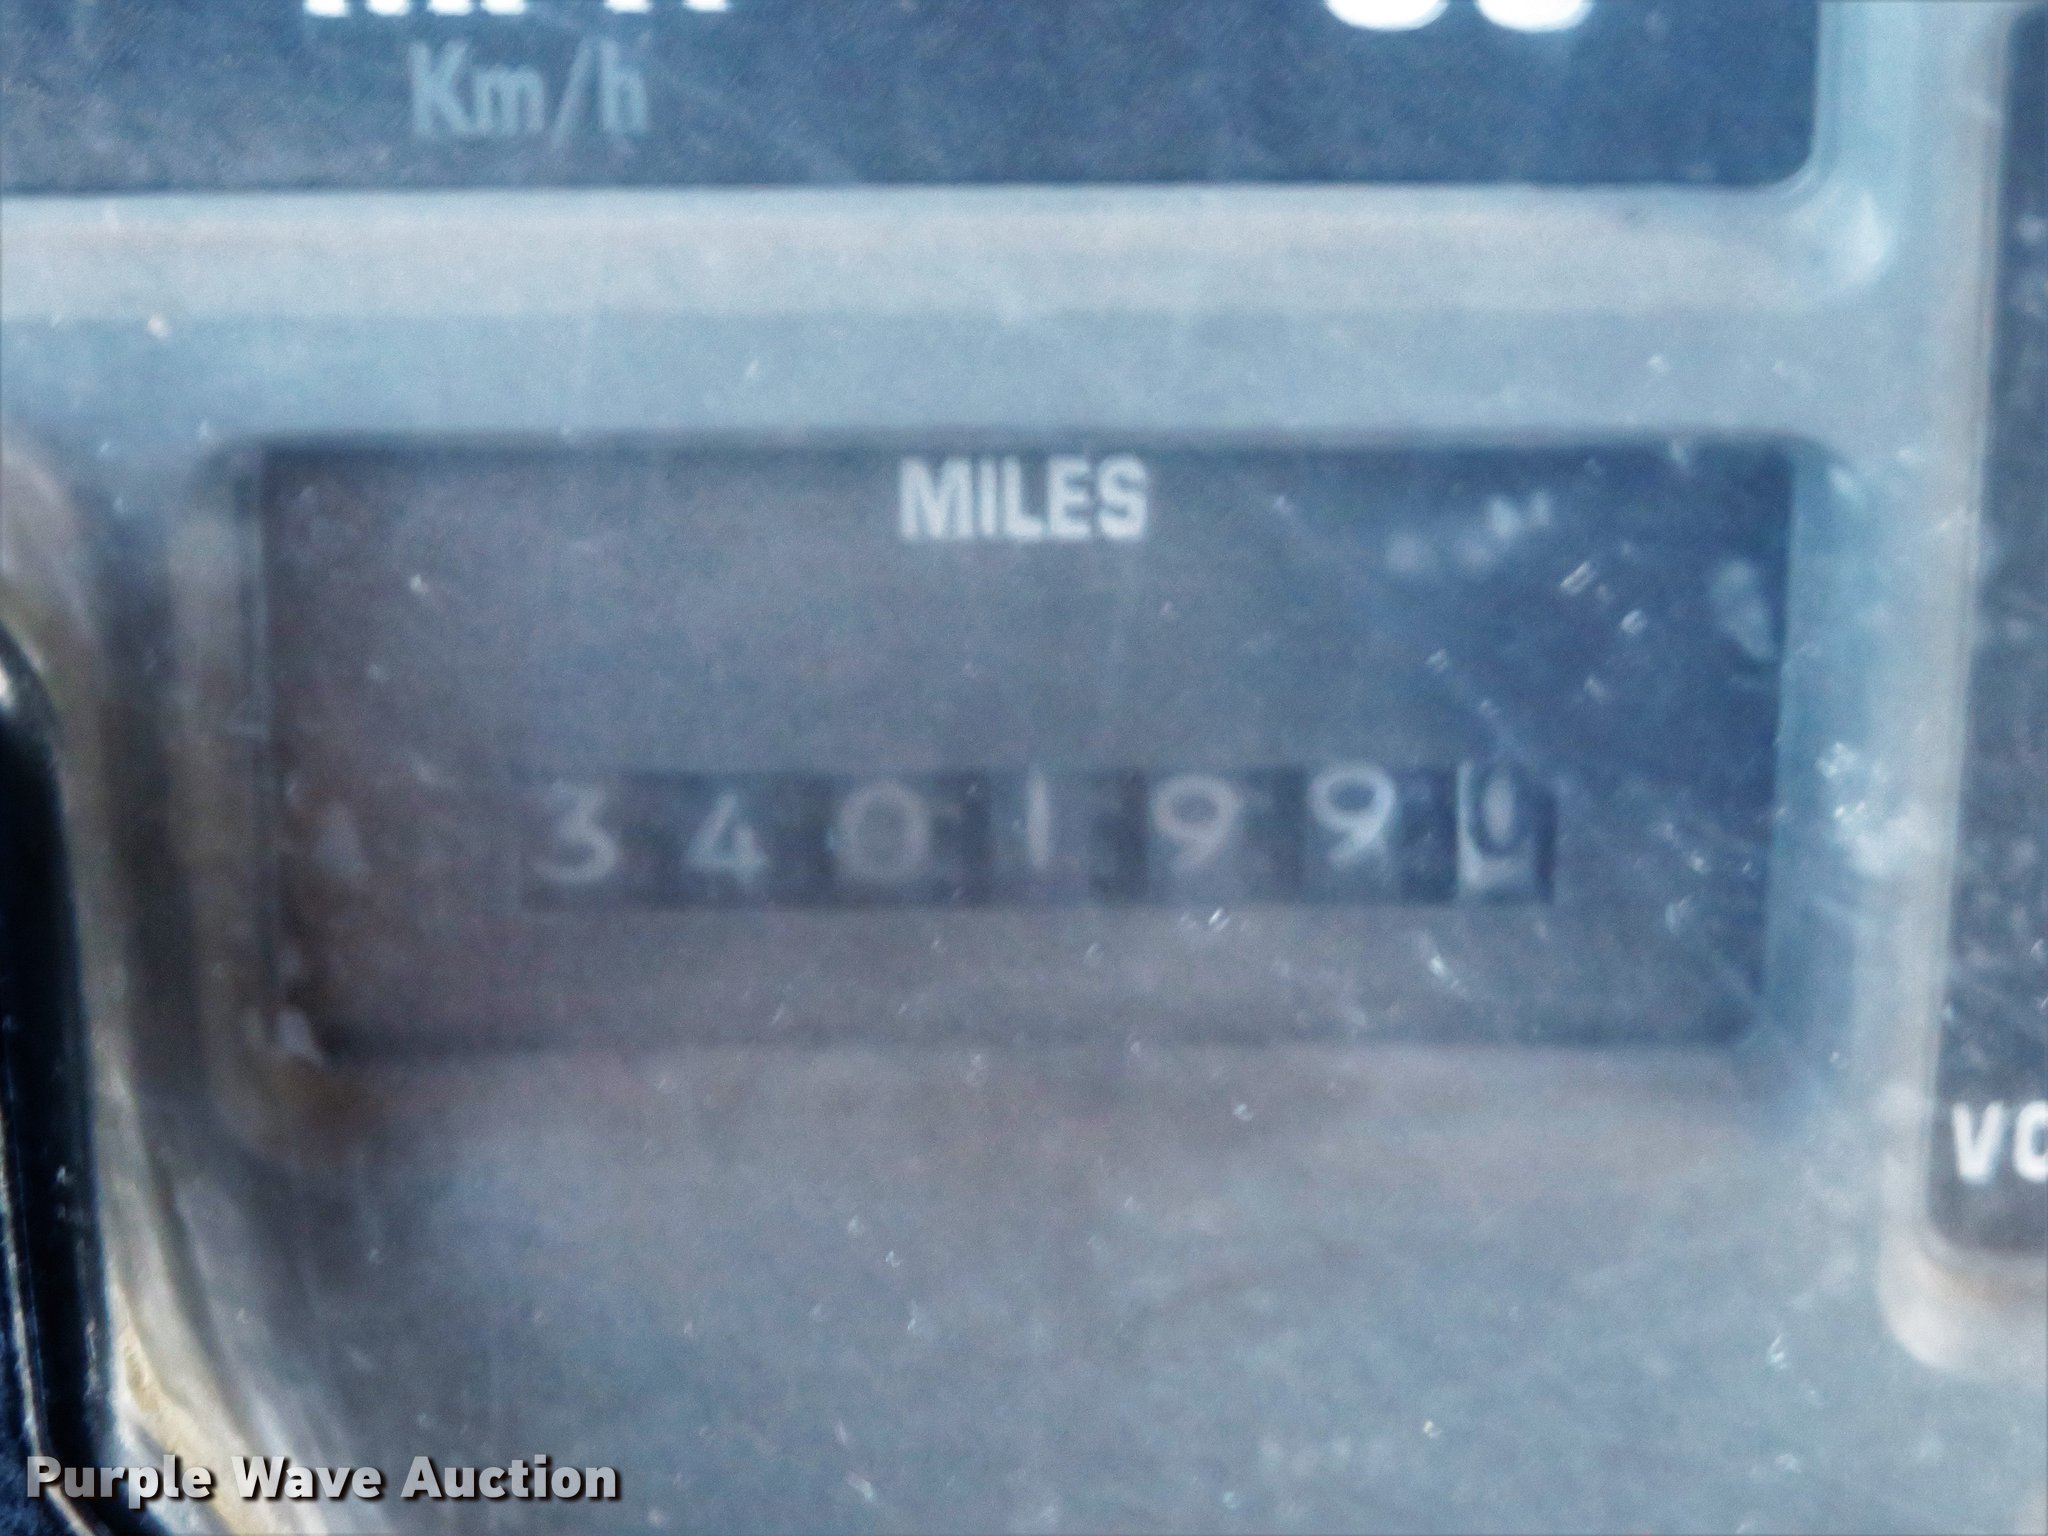 Km/h
MILES
3401990
VO
Purple Wave Auction